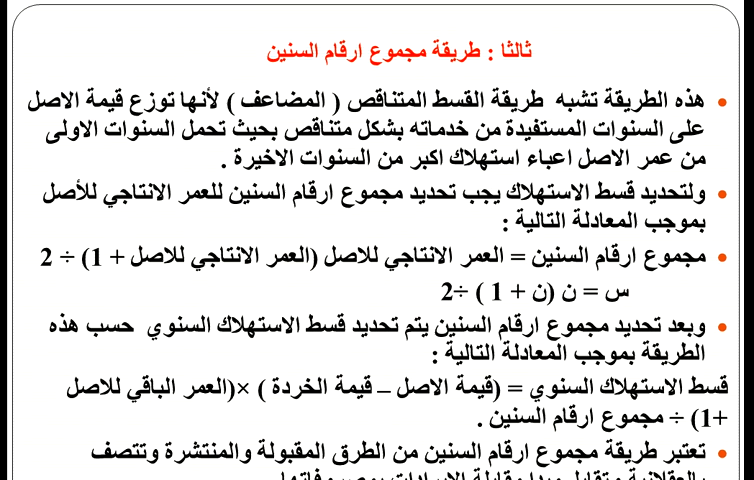 ثالثا : طريقة مجموع ارقام السنين
• هذه الطريقة تشبه طريقة القسط المتناقص ( المضاعف ) لأنها توزع قيمة الاصل
على السنوات المستفيدة من خدماته بشكل متناقص بحيث تحمل السنوات الاولى
من عمر الاصل اعباء استهلاك اكبر من السنوات الاخيرة .
• ولتحديد قسط الاستهلاك يجب تحديد مجموع ارقام السنين للعمر الانتاجي للأصل
بموجب المعادلة التالية :
• مجموع ارقام السنين = العمر الانتاجي للاصل (العمر الانتاجي للاصل + 1) ÷ 2
س = ن (ن + 1 ) ÷2
• وبعد تحديد مجموع ارقام السنين يتم تحديد قسط الاستهلاك السنوي حسب هذه
الطريقة بموجب المعادلة التالية :
قسط الاستهلاك السنوي = (قيمة الاصل – قيمة الخردة ) ×(العمر الباقي للاصل
+1) ÷ مجموع ارقام السنين .
• تعتبر طريقة مجموع ارقام السنين من الطرق المقبولة والمنتشرة وتتصف